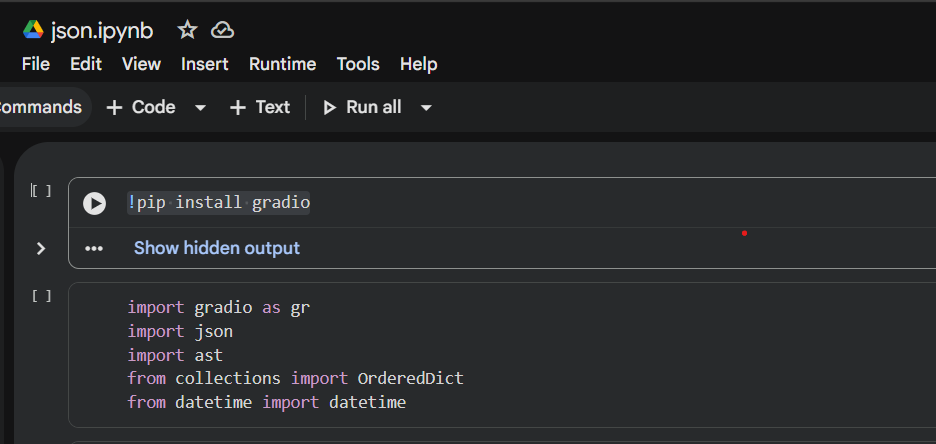 json.ipynb
File Edit View Insert Runtime Tools Help
ommands + Code + Text Run all
[ ] !pip install gradio
... Show hidden output
[ ]
import gradio as gr
import json
import ast
from collections import OrderedDict
from datetime import datetime